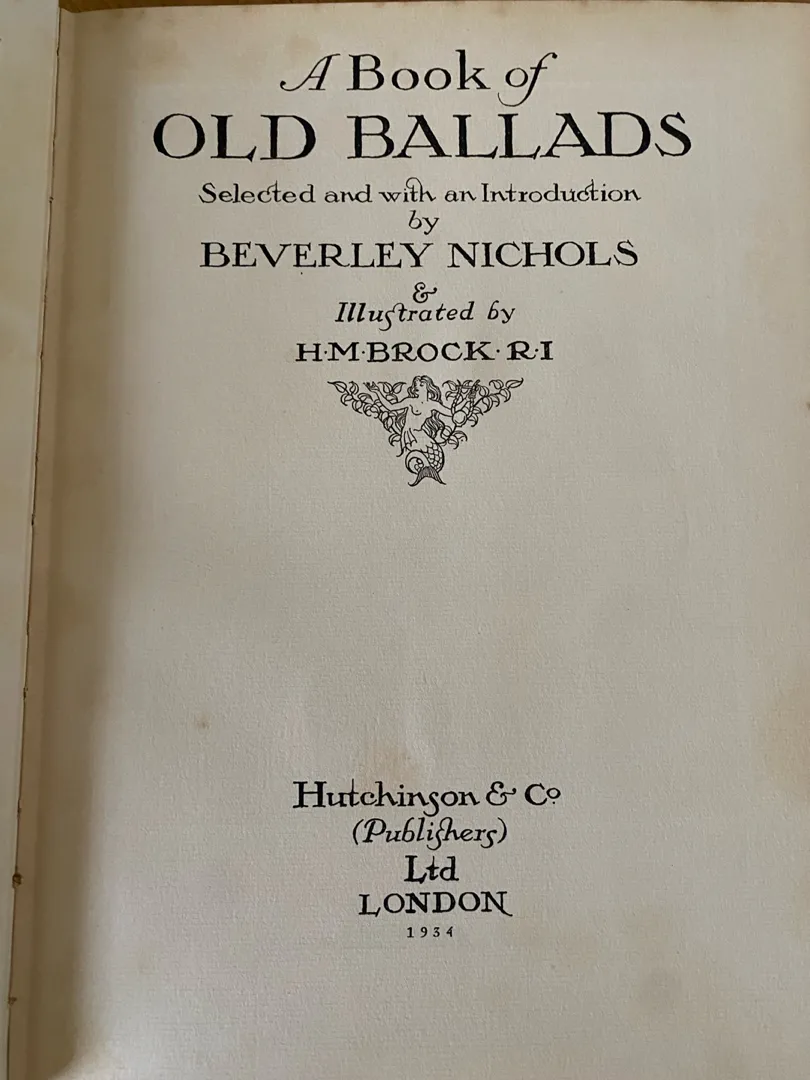 A Book of
OLD BALLADS
Selected and with an Introduction
by
BEVERLEY NICHOLS
&
Illustrated by
H·M·BROCK·R·I
Hutchinson & Co
(Publishers)
Ltd
LONDON
1934